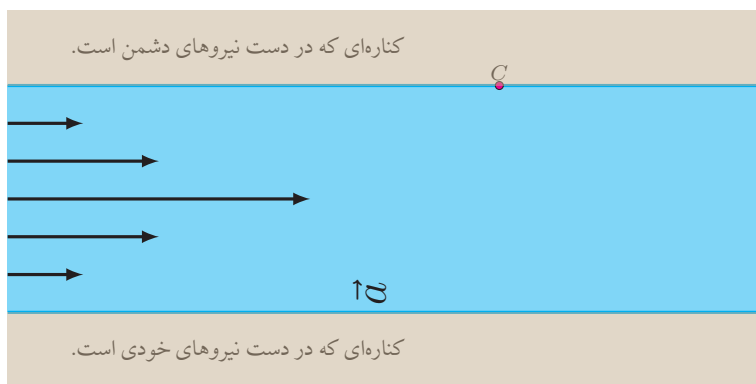 کناره‌ای که در دست نیروهای دشمن است.
C
a⃗
کناره‌ای که در دست نیروهای خودی است.